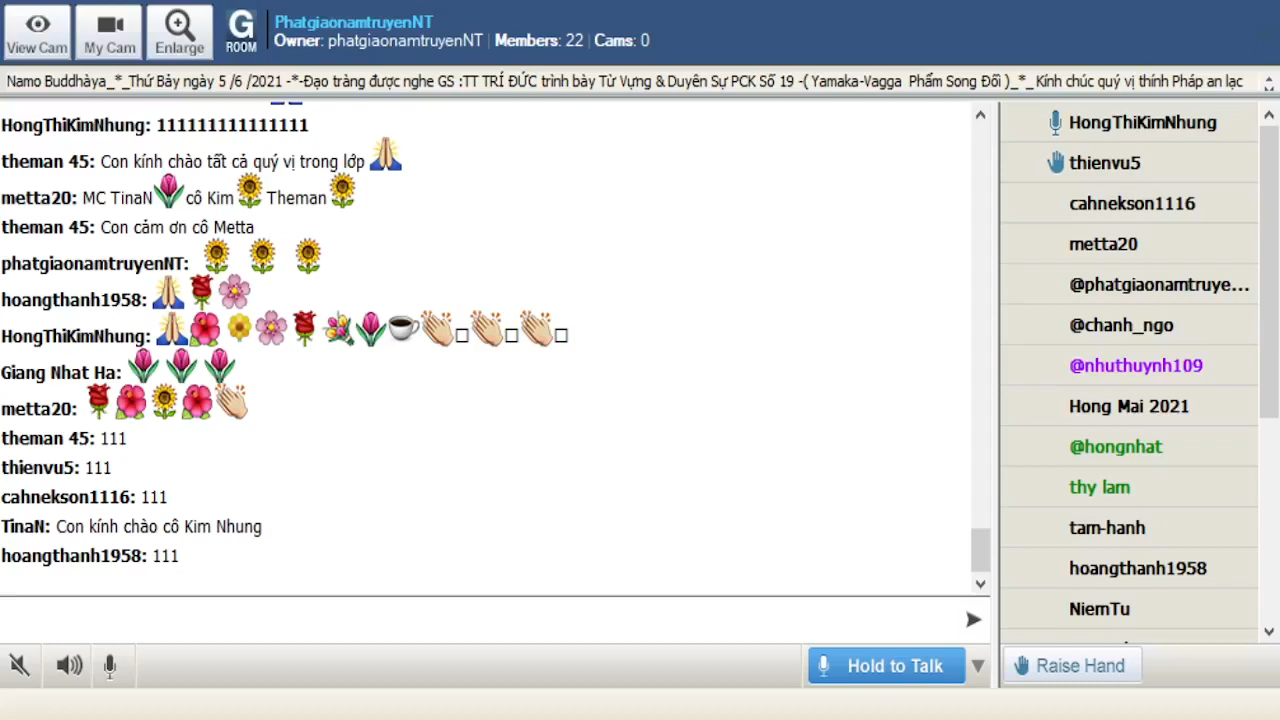 View Cam
My Cam
Enlarge
G
ROOM
PhatgiaonamtruyenNT
Owner: phatgiaonamtruyenNT | Members: 22 | Cams: 0
Namo Buddhàya_*_Thứ Bảy ngày 5 /6 /2021 -*-Đạo tràng được nghe GS :TT TRÍ ĐỨC trình bày Từ Vựng & Duyên Sự PCK Số 19 -( Yamaka-Vagga Phẩm Song Đối )_*_ Kính chúc quý vị thính Pháp an lạc
HongThiKimNhung: 111111111111111
theman 45: Con kính chào tất cả quý vị trong lớp 🙏
metta20: MC TinaN🌷cô Kim🌻Theman🌻
theman 45: Con cảm ơn cô Metta
phatgiaonamtruyenNT: 🌻 🌻 🌻
hoangthanh1958: 🙏🌹🌸
HongThiKimNhung: 🙏🌺🌼🌸🌹💐🌷☕👏□👏□👏□
Giang Nhat Ha: 🌷🌷🌷
metta20: 🌹🌺🌻🌺👏
theman 45: 111
thienvu5: 111
cahnekson1116: 111
TinaN: Con kính chào cô Kim Nhung
hoangthanh1958: 111
HongThiKimNhung
thienvu5
cahnekson1116
metta20
@phatgiaonamtruye...
@chanh_ngo
@nhuthuynh109
Hong Mai 2021
@hongnhat
thy lam
tam-hanh
hoangthanh1958
NiemTu
Hold to Talk
Raise Hand